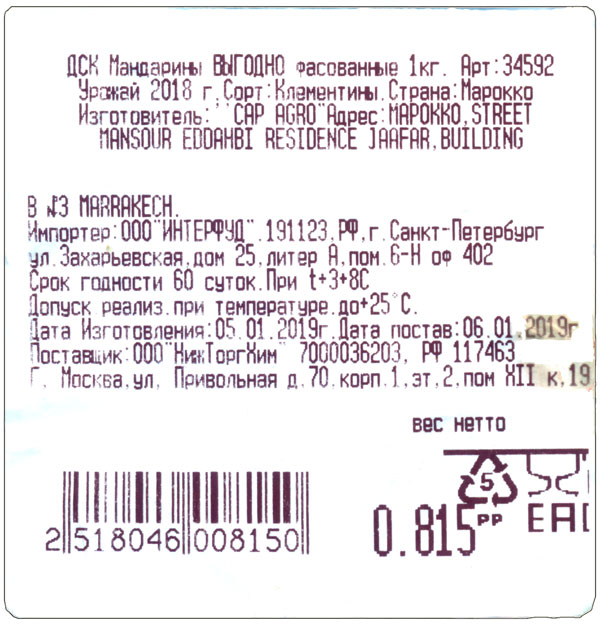 ДСК Мандарины ВЫГОДНО фасованные 1кг. Арт:34592
Урожай 2018 г.Сорт:Клементины.Страна:Марокко
Изготовитель:''CAP AGRO"Адрес:МАРОККО,STREET
MANSOUR EDDAHBI RESIDENCE JAAFAR,BUILDING
B №3 MARRAKECH.
Импортер:ООО"ИНТЕРФУД".191123,РФ,г.Санкт-Петербург
ул.Захарьевская,дом 25,литер А,пом.6-Н оф 402
Срок годности 60 суток.При t+3+8C
Допуск реализ.при температуре.до+25°C.
Дата Изготовления:05.01.2019г.Дата постав:06.01.2019г
Поставщик:ООО"НижТоргХим" 7000036203, РФ 117463
Г. Москва,ул. Привольная д.70,корп.1,эт,2,пом XII к,19
вес нетто
5
0.815
PP
EAC
2 518046 008150